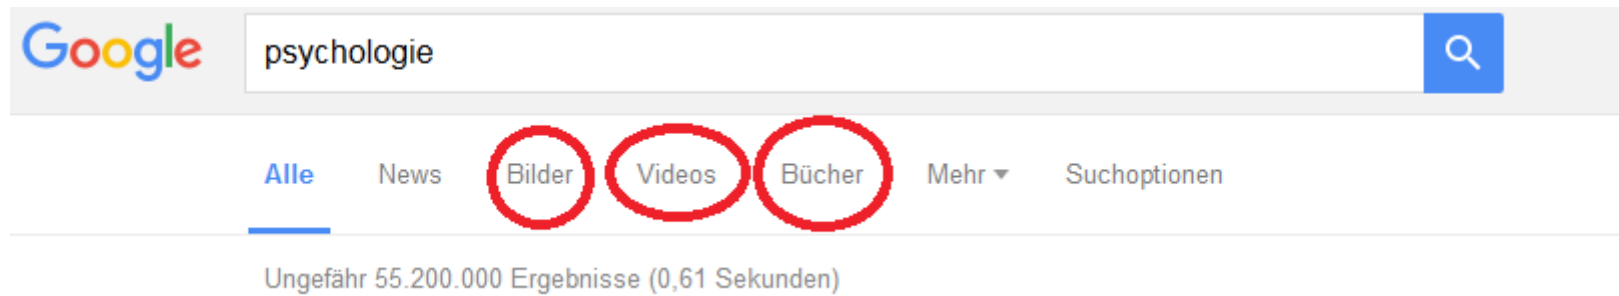 Google psychologie
Alle News Bilder Videos Bücher Mehr Suchoptionen
Ungefähr 55.200.000 Ergebnisse (0,61 Sekunden)